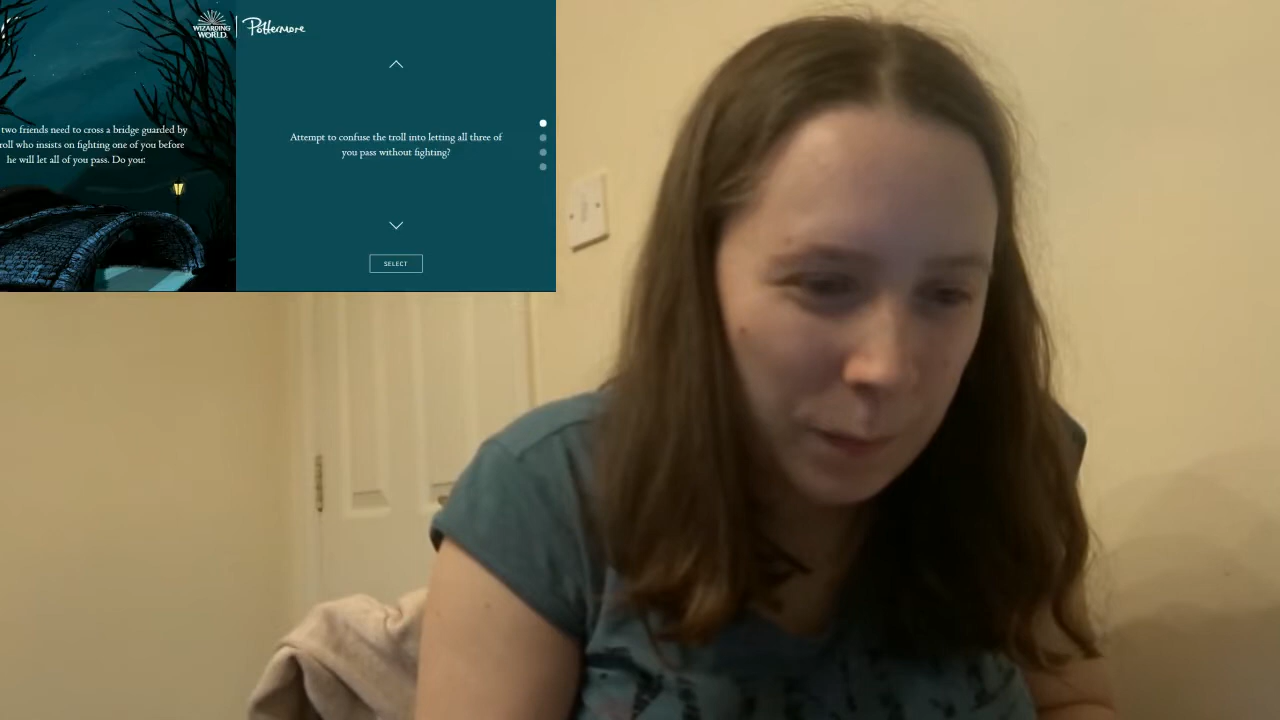 WIZARDING
WORLD
Pottermore
two friends need to cross a bridge guarded by
roll who insists on fighting one of you before
he will let all of you pass. Do you:
Attempt to confuse the troll into letting all three of
you pass without fighting?
SELECT